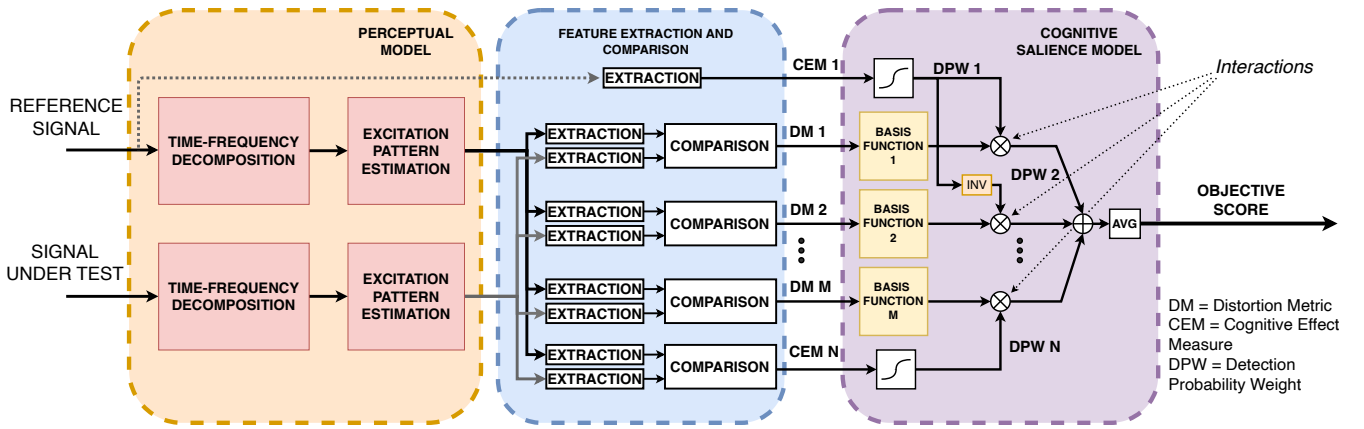 PERCEPTUAL
MODEL
FEATURE EXTRACTION AND
COMPARISON
COGNITIVE
SALIENCE MODEL
REFERENCE
SIGNAL
SIGNAL
UNDER TEST
TIME-FREQUENCY
DECOMPOSITION
EXCITATION
PATTERN
ESTIMATION
TIME-FREQUENCY
DECOMPOSITION
EXCITATION
PATTERN
ESTIMATION
EXTRACTION
EXTRACTION
EXTRACTION
COMPARISON
EXTRACTION
EXTRACTION
COMPARISON
EXTRACTION
EXTRACTION
COMPARISON
EXTRACTION
EXTRACTION
COMPARISON
CEM 1
DM 1
DM 2
DM M
CEM N
DPW 1
BASIS
FUNCTION
1
DPW 2
INV
BASIS
FUNCTION
2
BASIS
FUNCTION
M
DPW N
AVG
Interactions
OBJECTIVE
SCORE
DM = Distortion Metric
CEM = Cognitive Effect
Measure
DPW = Detection
Probability Weight